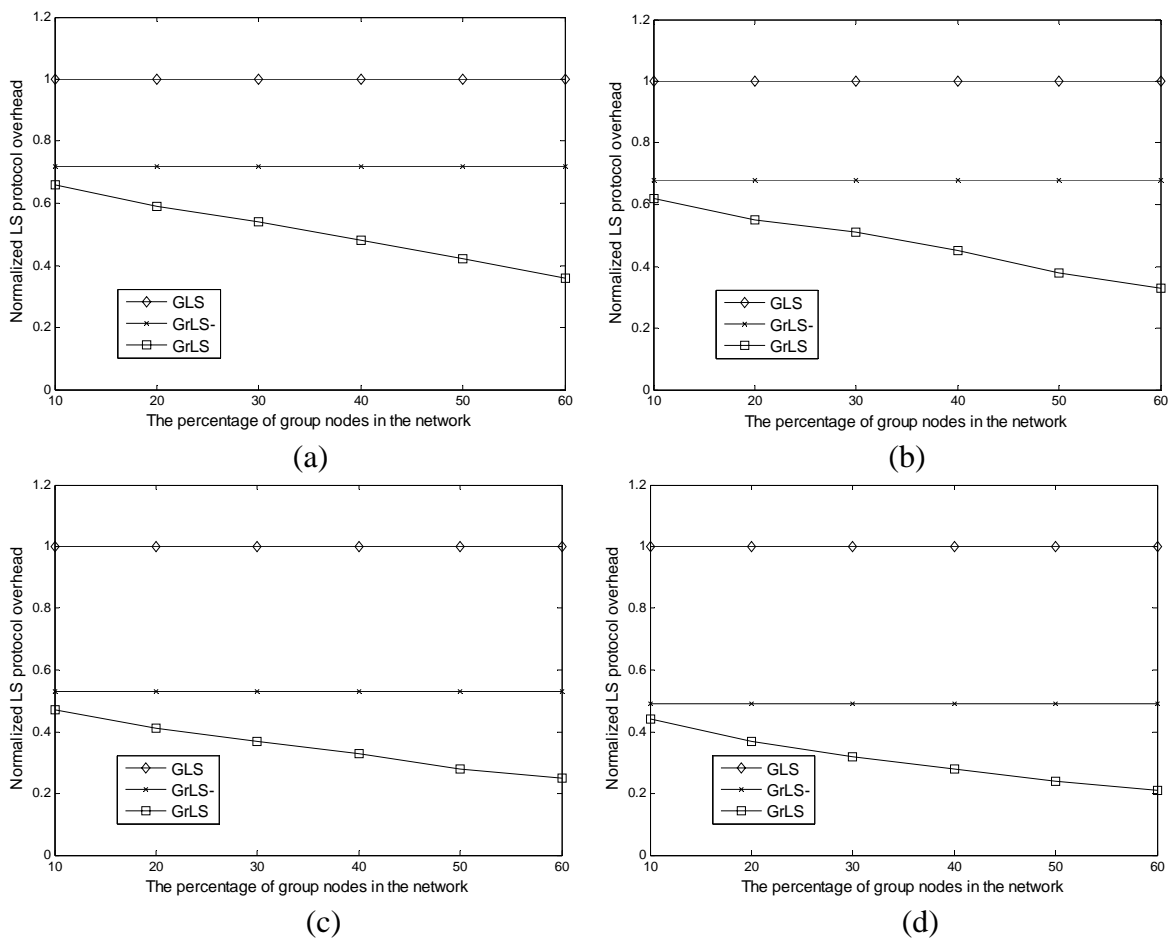 1.2
1
0.8
0.6
0.4
0.2
0
Normalized LS protocol overhead
GLS
GrLS-
GrLS
10 20 30 40 50 60
The percentage of group nodes in the network
(a)
1.2
1
0.8
0.6
0.4
0.2
0
Normalized LS protocol overhead
GLS
GrLS-
GrLS
10 20 30 40 50 60
The percentage of group nodes in the network
(b)
1.2
1
0.8
0.6
0.4
0.2
0
Normalized LS protocol overhead
GLS
GrLS-
GrLS
10 20 30 40 50 60
The percentage of group nodes in the network
(c)
1.2
1
0.8
0.6
0.4
0.2
0
Normalized LS protocol overhead
GLS
GrLS-
GrLS
10 20 30 40 50 60
The percentage of group nodes in the network
(d)